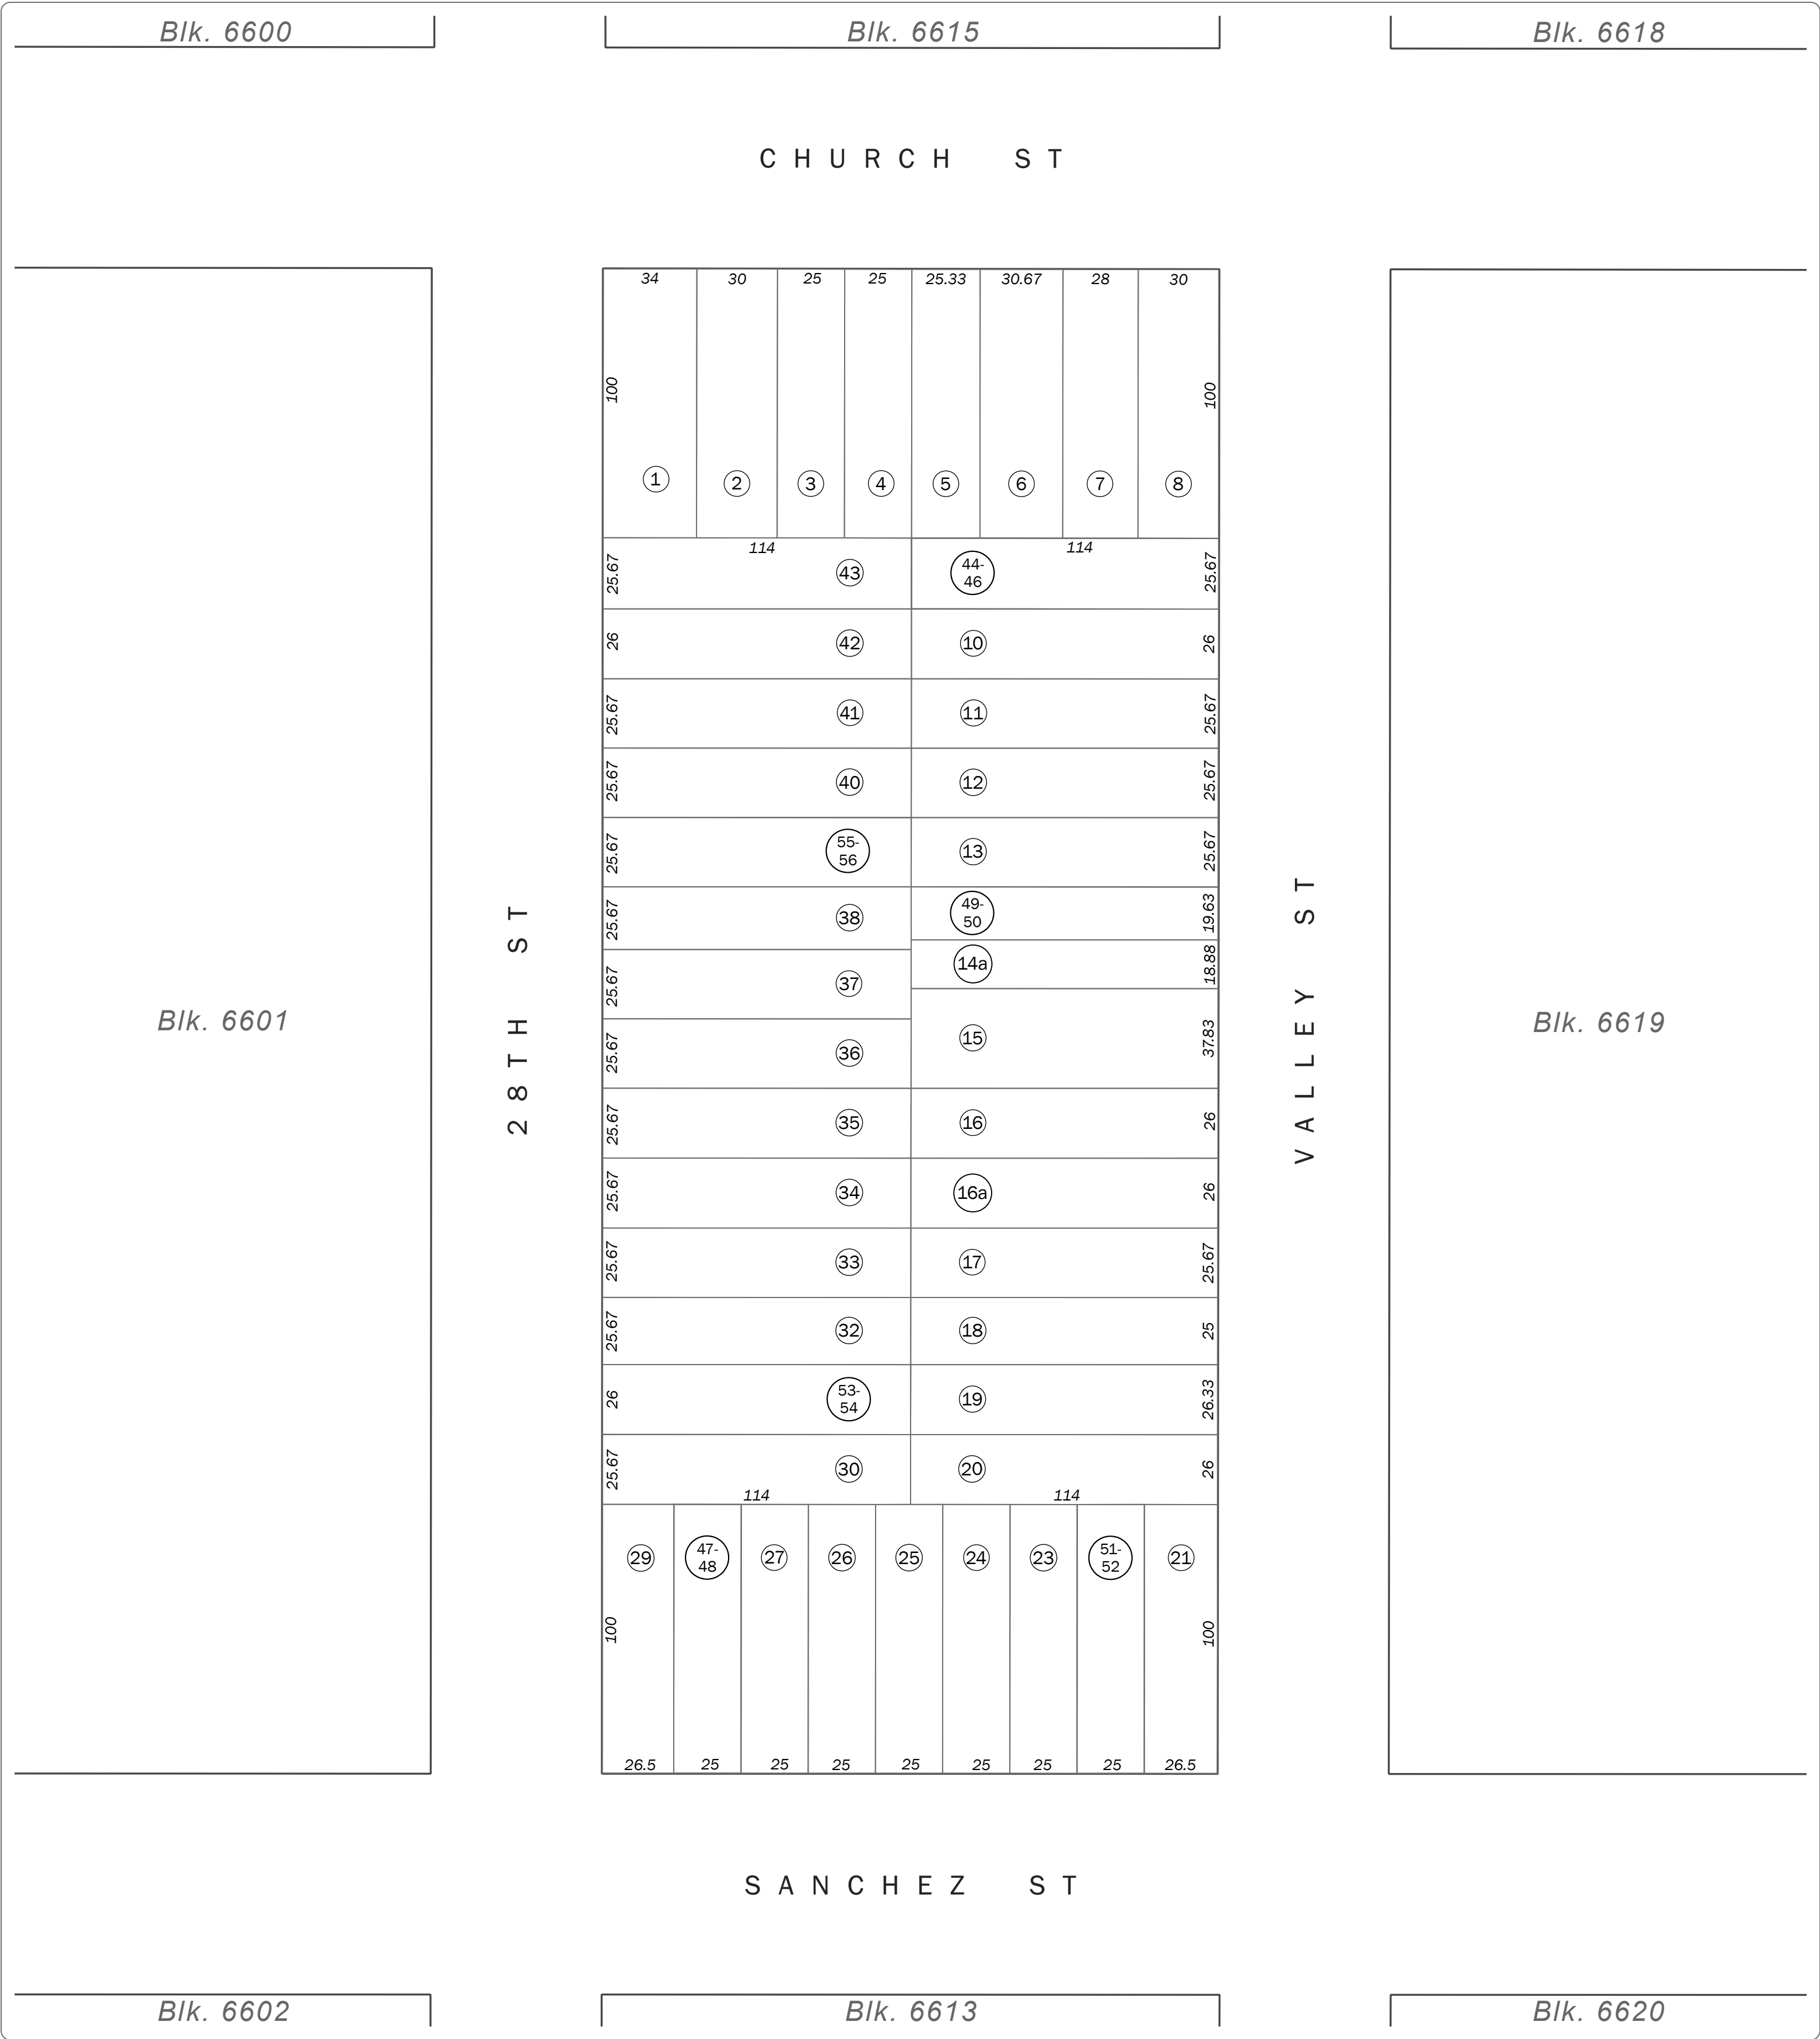 Blk. 6600 Blk. 6615 Blk. 6618
CHURCH ST
34 30 25 25 25.33 30.67 28 30
100 100
1 2 3 4 5 6 7 8
114 114
25.67 43 44-46 25.67
26 42 10 26
25.67 41 11 25.67
25.67 40 12 25.67
25.67 55-56 13 25.67
25.67 38 49-50 19.63
14a 18.88
25.67 37
Blk. 6601 28TH ST 15 37.83 VALLEY ST Blk. 6619
25.67 36
25.67 35 16 26
25.67 34 16a 26
25.67 33 17 25.67
25.67 32 18 25
26 53-54 19 26.33
25.67 30 20 26
114 114
29 47-48 27 26 25 24 23 51-52 21
100 100
26.5 25 25 25 25 25 25 25 26.5
SANCHEZ ST
Blk. 6602 Blk. 6613 Blk. 6620